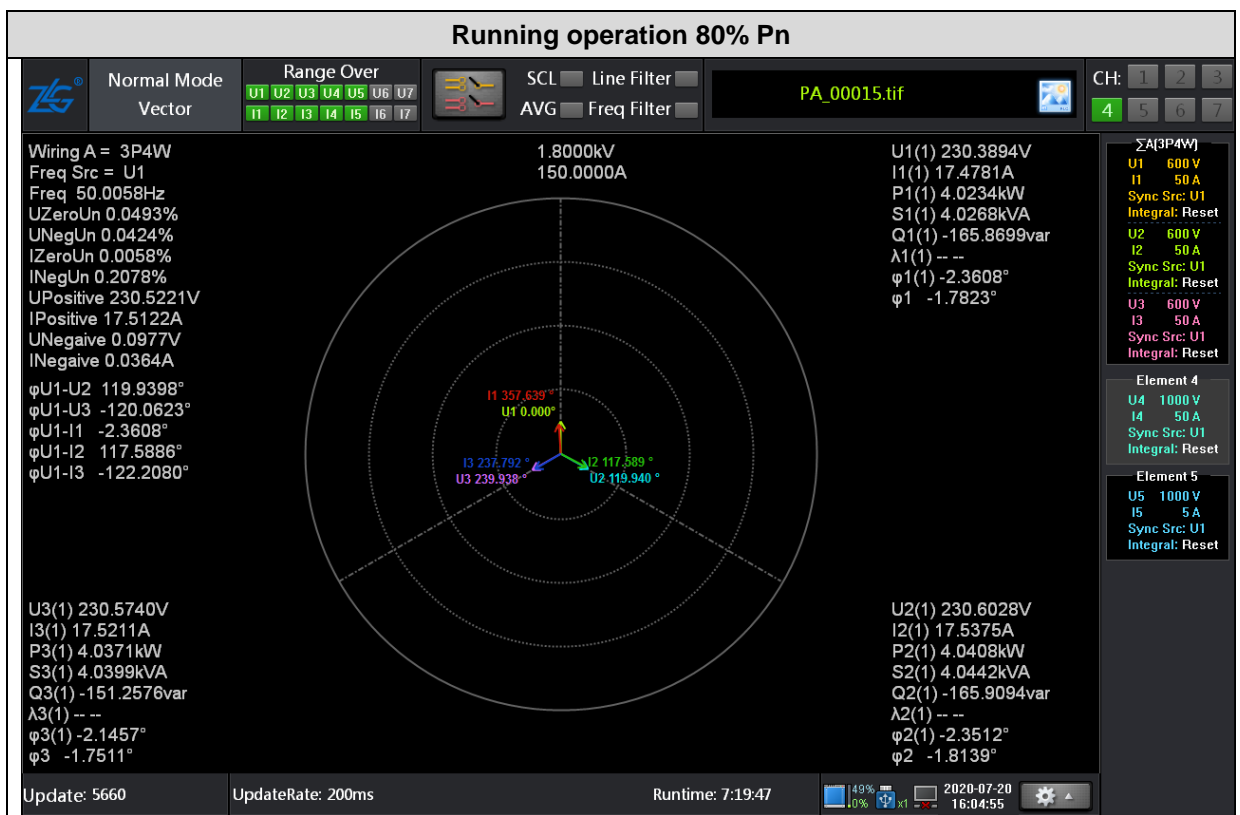 Running operation 80% Pn
ZLG®
Normal Mode
Vector
Range Over
U1 U2 U3 U4 U5 U6 U7
I1 I2 I3 I4 I5 I6 I7
SCL Line Filter
AVG Freq Filter
PA_00015.tif
CH: 1 2 3
4 5 6 7
Wiring A = 3P4W
Freq Src = U1
Freq 50.0058Hz
UZeroUn 0.0493%
UNegUn 0.0424%
IZeroUn 0.0058%
INegUn 0.2078%
UPositive 230.5221V
IPositive 17.5122A
UNegaive 0.0977V
INegaive 0.0364A
φU1-U2 119.9398°
φU1-U3 -120.0623°
φU1-I1 -2.3608°
φU1-I2 117.5886°
φU1-I3 -122.2080°
1.8000kV
150.0000A
I1 357.639 °
U1 0.000°
I3 237.792 °
U3 239.938 °
I2 117.589 °
U2 119.940 °
U1(1) 230.3894V
I1(1) 17.4781A
P1(1) 4.0234kW
S1(1) 4.0268kVA
Q1(1) -165.8699var
λ1(1) -- --
φ1(1) -2.3608°
φ1 -1.7823°
U3(1) 230.5740V
I3(1) 17.5211A
P3(1) 4.0371kW
S3(1) 4.0399kVA
Q3(1) -151.2576var
λ3(1) -- --
φ3(1) -2.1457°
φ3 -1.7511°
U2(1) 230.6028V
I2(1) 17.5375A
P2(1) 4.0408kW
S2(1) 4.0442kVA
Q2(1) -165.9094var
λ2(1) -- --
φ2(1) -2.3512°
φ2 -1.8139°
∑A(3P4W)
U1 600 V
I1 50 A
Sync Src: U1
Integral: Reset
U2 600 V
I2 50 A
Sync Src: U1
Integral: Reset
U3 600 V
I3 50 A
Sync Src: U1
Integral: Reset
Element 4
U4 1000 V
I4 50 A
Sync Src: U1
Integral: Reset
Element 5
U5 1000 V
I5 5 A
Sync Src: U1
Integral: Reset
Update: 5660
UpdateRate: 200ms
Runtime: 7:19:47
49%
0%
x1
2020-07-20
16:04:55